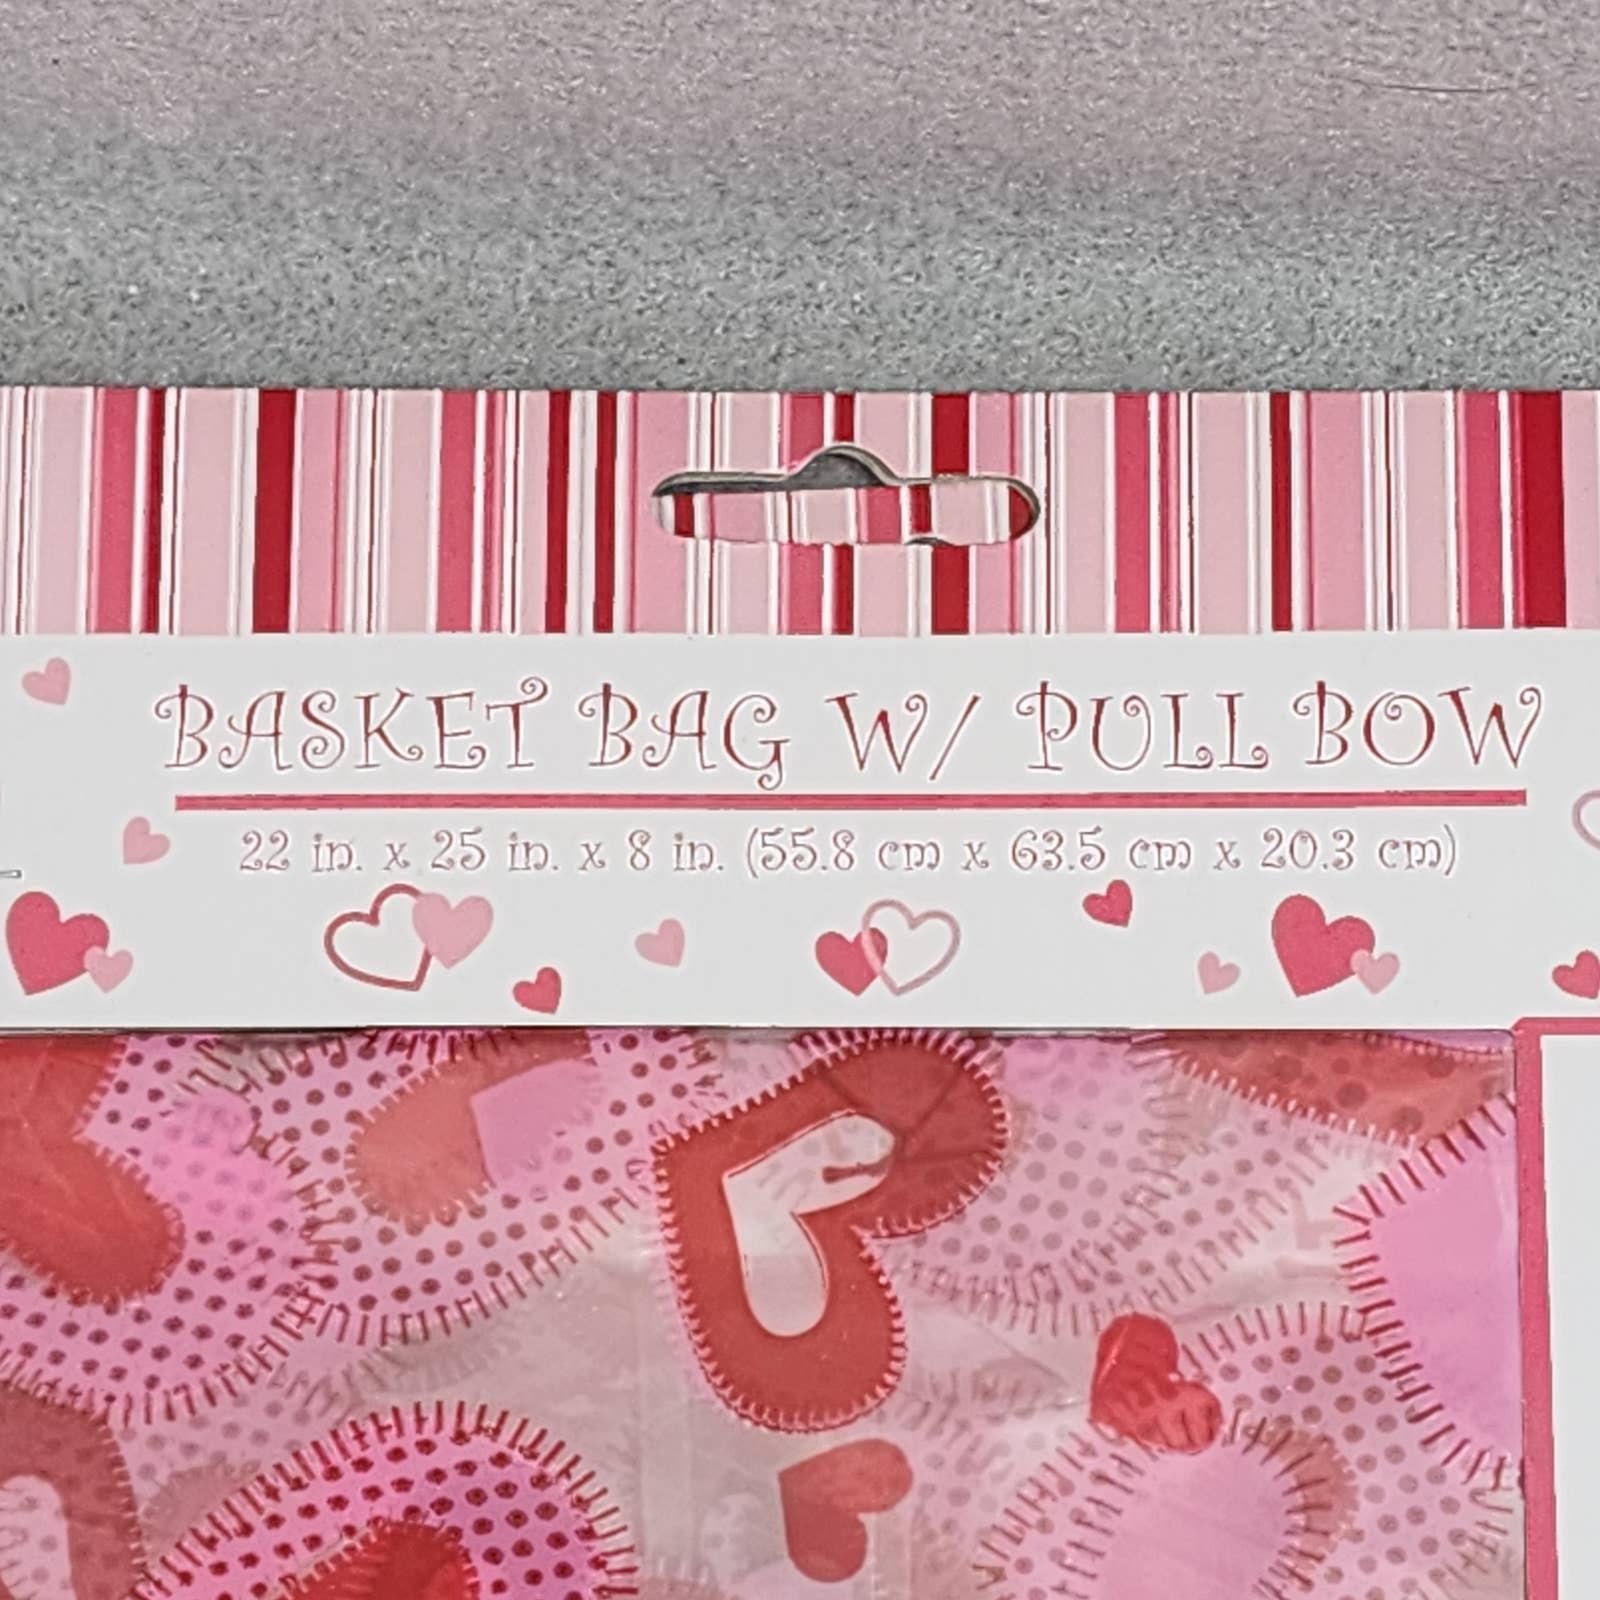 BASKET BAG W/ PULL BOW
22 in. x 25 in. x 8 in. (55.8 cm x 63.5 cm x 20.3 cm)